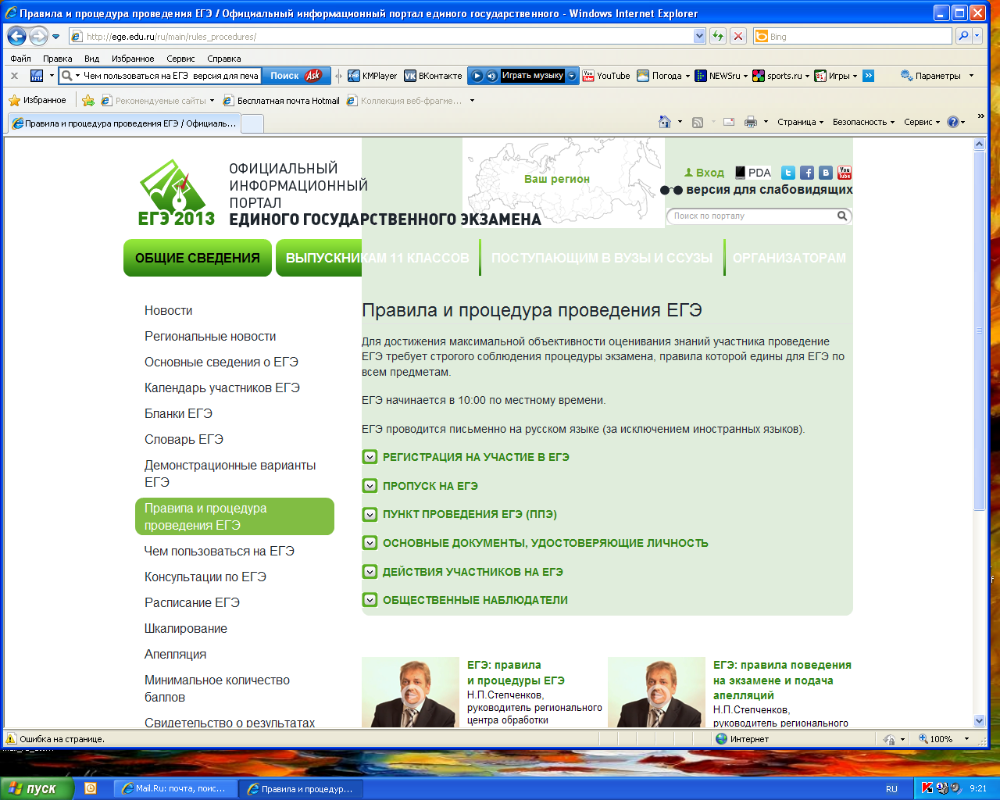 Правила и процедура проведения ЕГЭ / Официальный информационный портал единого государственного - Windows Internet Explorer
http://ege.edu.ru/ru/main/rules_procedures/
Bing
Файл Правка Вид Избранное Сервис Справка
KMP Чем пользоваться на ЕГЭ версия для печа Поиск Ask KMP KMPlayer VK ВКонтакте Играть музыку YouTube Погода NEWSru sports.ru Игры Параметры
Избранное Рекомендуемые сайты Бесплатная почта Hotmail Коллекция веб-фрагме...
Правила и процедура проведения ЕГЭ / Официаль... Страница Безопасность Сервис
ЕГЭ 2013
ОФИЦИАЛЬНЫЙ
ИНФОРМАЦИОННЫЙ
ПОРТАЛ
ЕДИНОГО ГОСУДАРСТВЕННОГО ЭКЗАМЕНА
Ваш регион
Вход PDA You Tube
версия для слабовидящих
Поиск по порталу
ОБЩИЕ СВЕДЕНИЯ ВЫПУСКНИКАМ 11 КЛАССОВ ПОСТУПАЮЩИМ В ВУЗЫ И ССУЗЫ ОРГАНИЗАТОРАМ
Новости
Региональные новости
Основные сведения о ЕГЭ
Календарь участников ЕГЭ
Бланки ЕГЭ
Словарь ЕГЭ
Демонстрационные варианты
ЕГЭ
Правила и процедура
проведения ЕГЭ
Чем пользоваться на ЕГЭ
Консультации по ЕГЭ
Расписание ЕГЭ
Шкалирование
Апелляция
Минимальное количество
баллов
Свидетельство о результатах
Правила и процедура проведения ЕГЭ
Для достижения максимальной объективности оценивания знаний участника проведение
ЕГЭ требует строгого соблюдения процедуры экзамена, правила которой едины для ЕГЭ по
всем предметам.
ЕГЭ начинается в 10:00 по местному времени.
ЕГЭ проводится письменно на русском языке (за исключением иностранных языков).
РЕГИСТРАЦИЯ НА УЧАСТИЕ В ЕГЭ
ПРОПУСК НА ЕГЭ
ПУНКТ ПРОВЕДЕНИЯ ЕГЭ (ППЭ)
ОСНОВНЫЕ ДОКУМЕНТЫ, УДОСТОВЕРЯЮЩИЕ ЛИЧНОСТЬ
ДЕЙСТВИЯ УЧАСТНИКОВ НА ЕГЭ
ОБЩЕСТВЕННЫЕ НАБЛЮДАТЕЛИ
ЕГЭ: правила
и процедуры ЕГЭ
Н.П.Степченков,
руководитель регионального
центра обработки
ЕГЭ: правила поведения
на экзамене и подача
апелляций
Н.П.Степченков,
руководитель регионального
Ошибка на странице. Интернет 100%
пуск Mail.Ru: почта, поис... Правила и процедур... RU 9:21